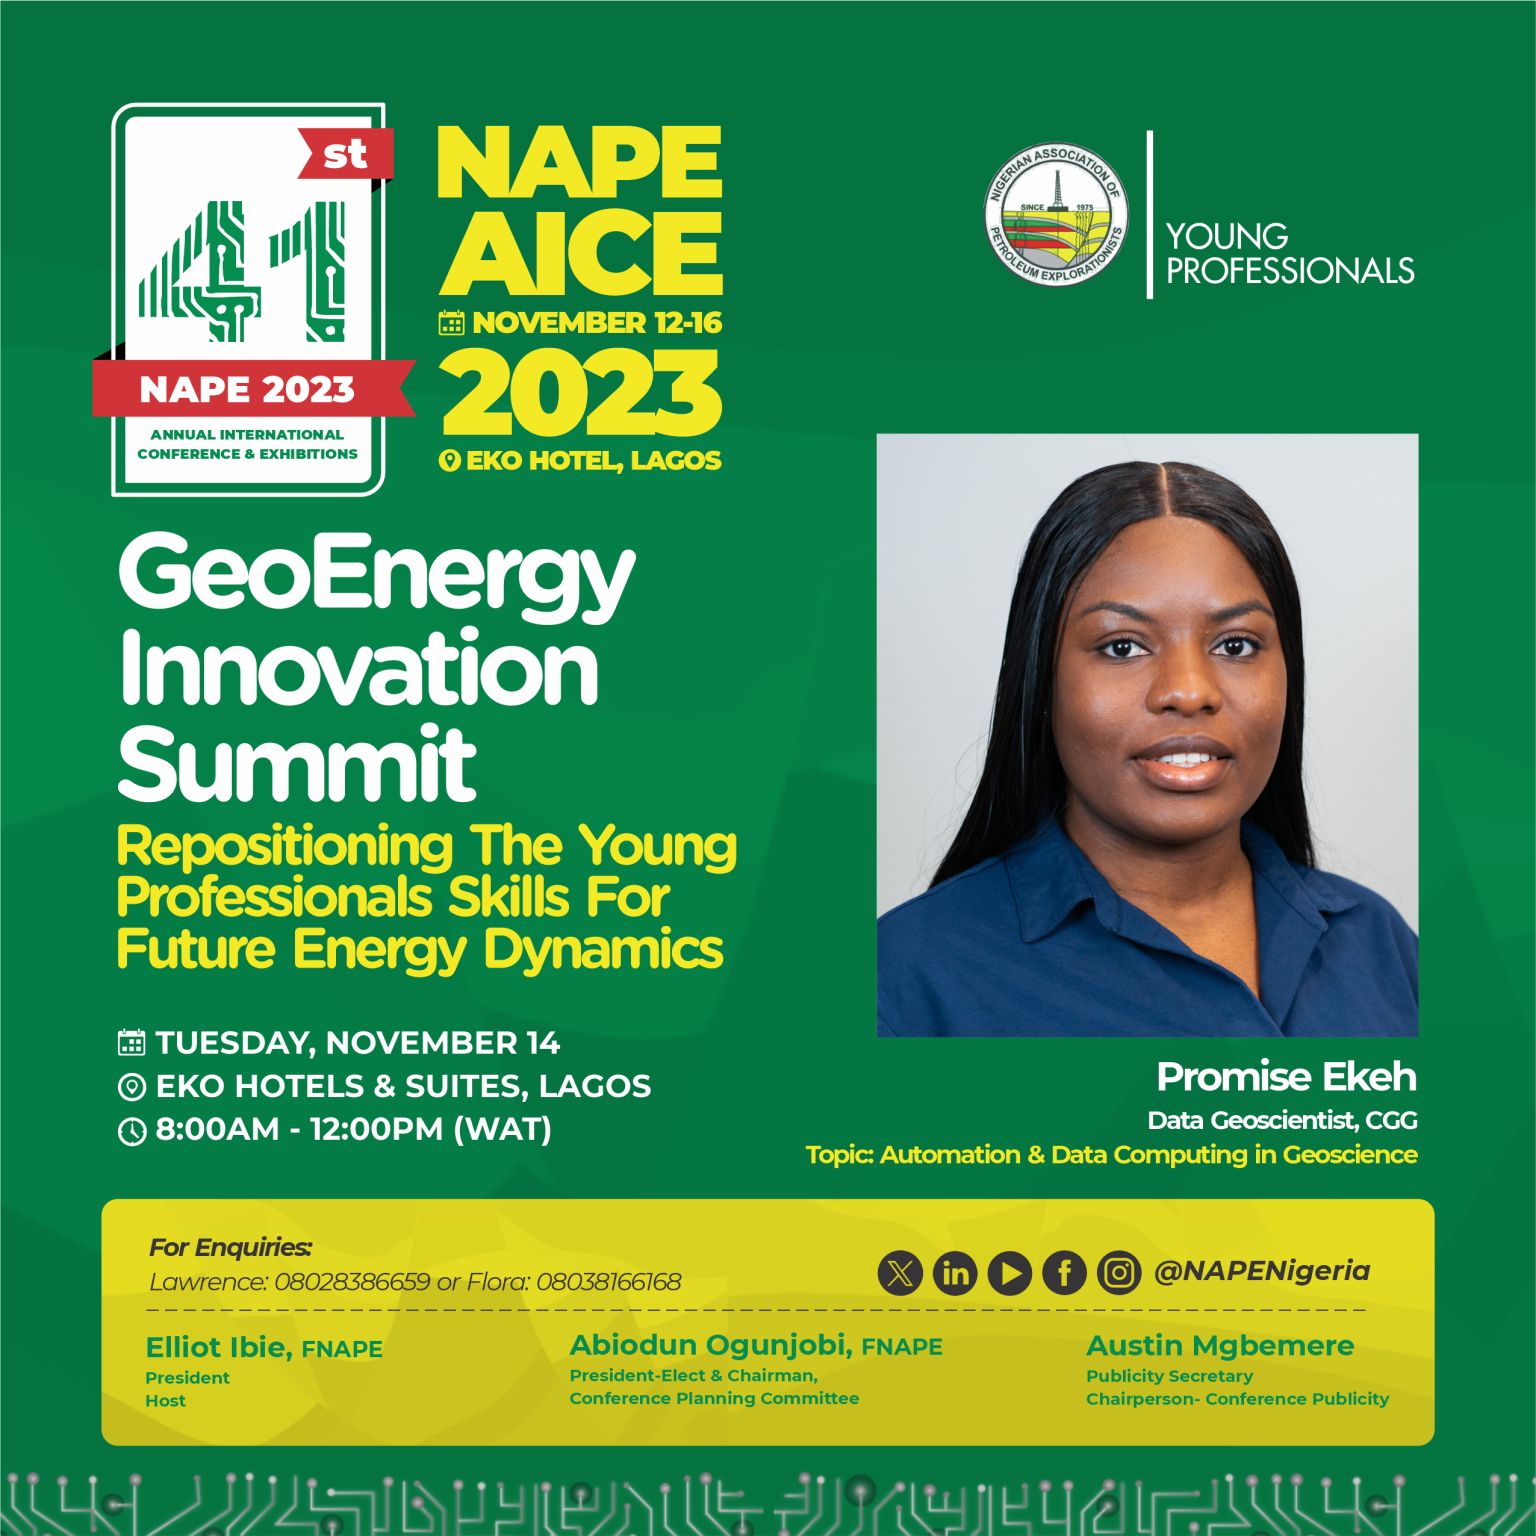 41st
NAPE 2023
ANNUAL INTERNATIONAL
CONFERENCE & EXHIBITIONS
NAPE
AICE
NOVEMBER 12-16
2023
EKO HOTEL, LAGOS
NIGERIAN ASSOCIATION OF
PETROLEUM EXPLORATIONISTS
SINCE 1975
YOUNG
PROFESSIONALS
GeoEnergy
Innovation
Summit
Repositioning The Young
Professionals Skills For
Future Energy Dynamics
TUESDAY, NOVEMBER 14
EKO HOTELS & SUITES, LAGOS
8:00AM - 12:00PM (WAT)
Promise Ekeh
Data Geoscientist, CGG
Topic: Automation & Data Computing in Geoscience
For Enquiries:
Lawrence: 08028386659 or Flora: 08038166168
@NAPENigeria
Elliot Ibie, FNAPE
President
Host
Abiodun Ogunjobi, FNAPE
President-Elect & Chairman,
Conference Planning Committee
Austin Mgbemere
Publicity Secretary
Chairperson- Conference Publicity